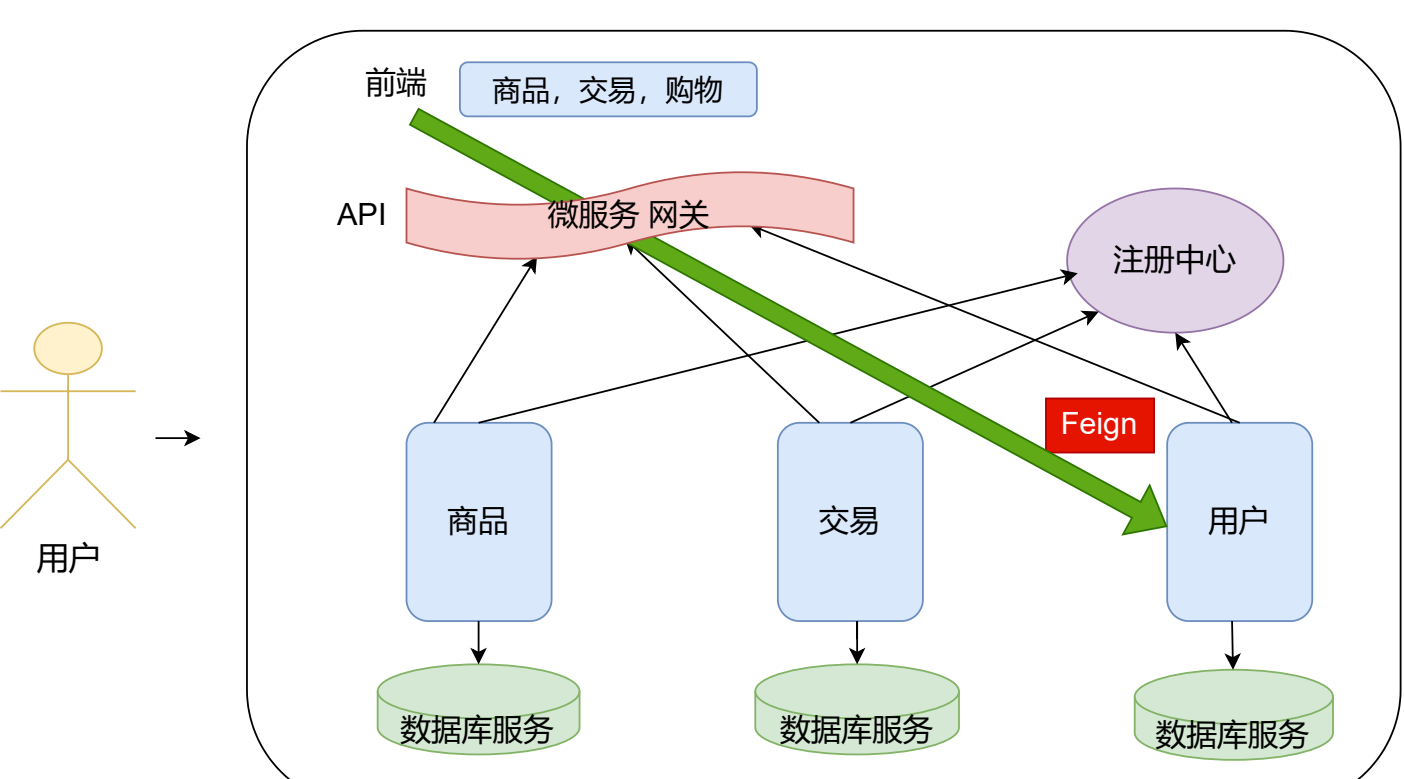 前端
商品，交易，购物
API
微服务 网关
注册中心
Feign
商品
交易
用户
用户
数据库服务
数据库服务
数据库服务